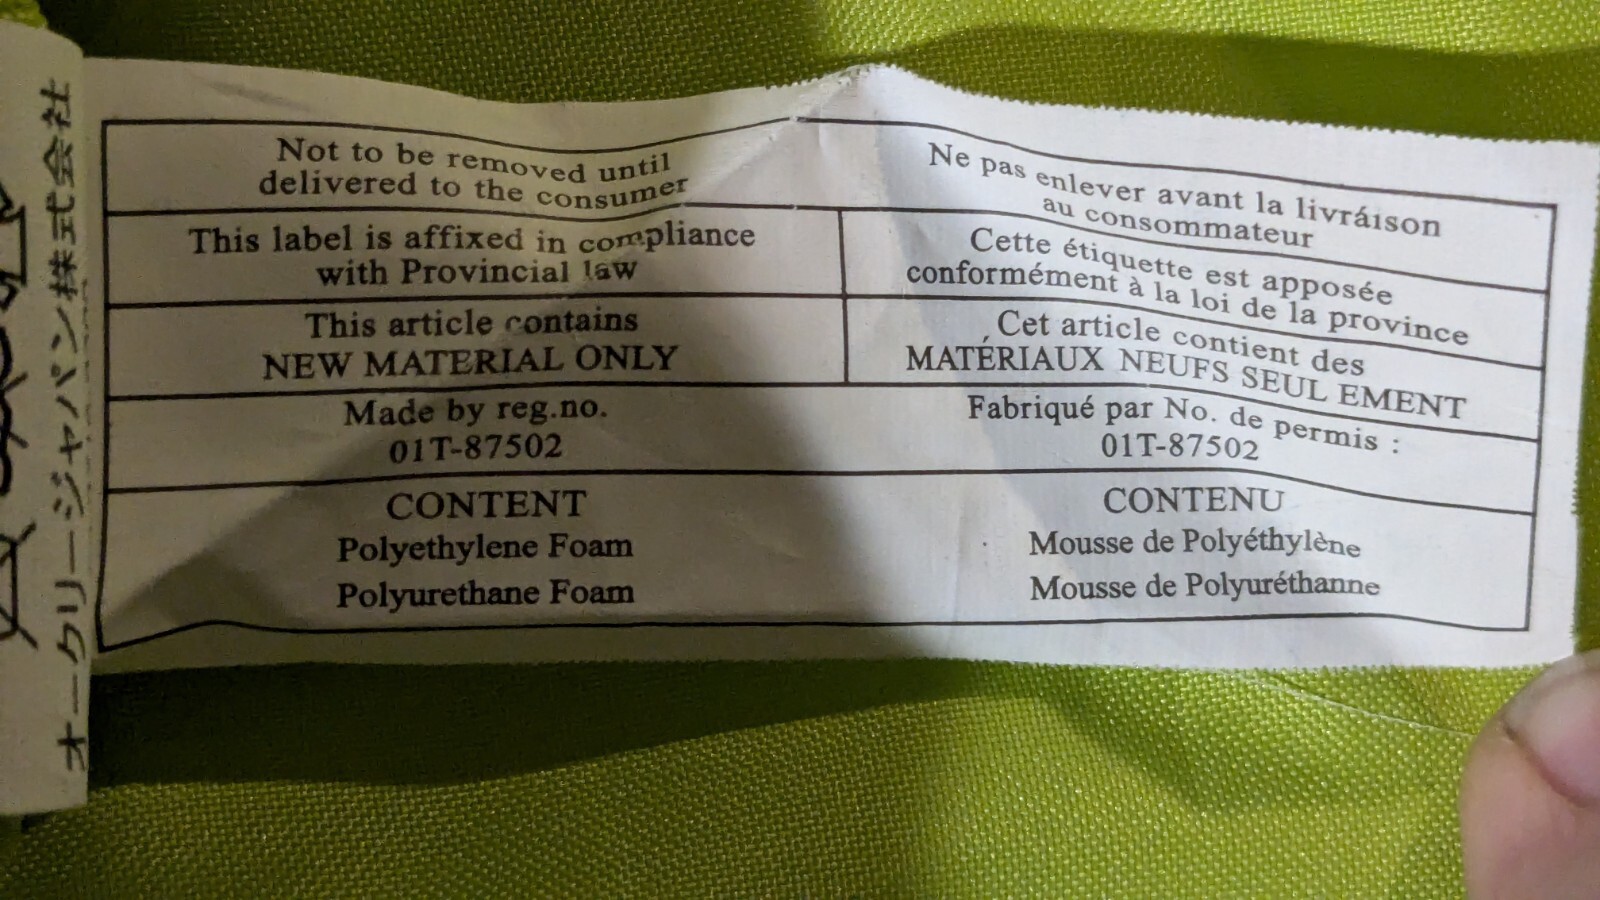 オークリージャパン株式会社
Not to be removed until
delivered to the consumer
Ne pas enlever avant la livráison
au consommateur
This label is affixed in compliance
with Provincial law
Cette étiquette est apposée
conformément à la loi de la province
This article contains
NEW MATERIAL ONLY
Cet article contient des
MATÉRIAUX NEUFS SEUL EMENT
Made by reg.no.
01T-87502
Fabriqué par No. de permis :
01T-87502
CONTENT
Polyethylene Foam
Polyurethane Foam
CONTENU
Mousse de Polyéthylène
Mousse de Polyuréthanne